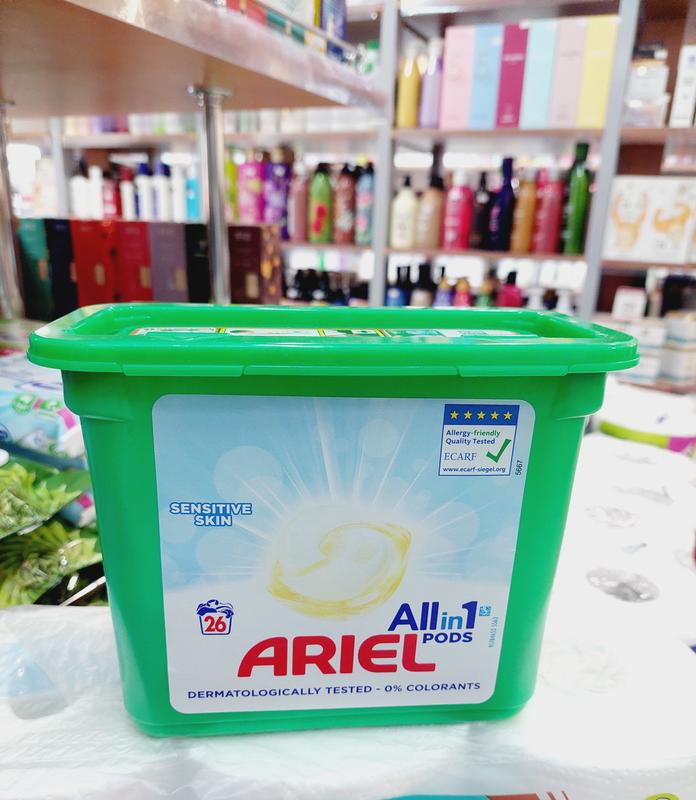 Allergy-friendly
Quality Tested
ECARF
www.ecarf-siegel.org
5667
SENSITIVE
SKIN
26
All in 1
PODS
ARIEL
DERMATOLOGICALLY TESTED - 0% COLORANTS